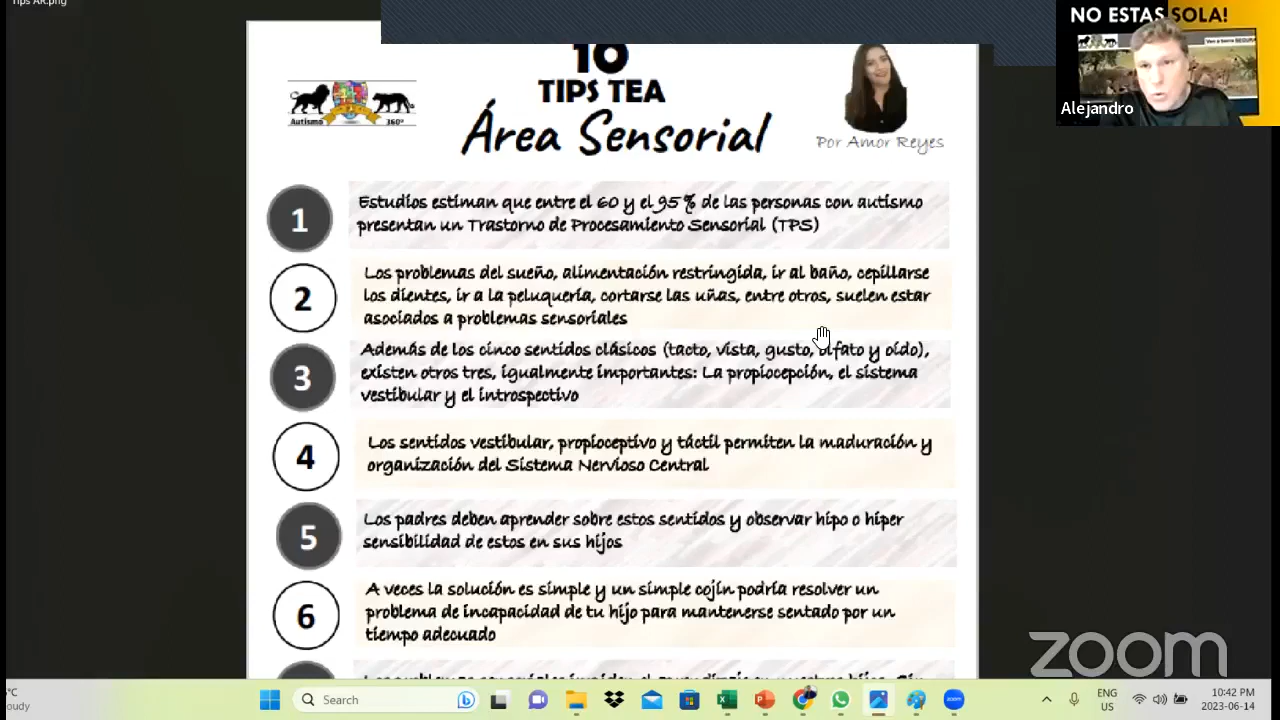 Tips AR.png
NO ESTAS SOLA!
Alejandro
10
TIPS TEA
Área Sensorial
Autismo 360º
Por Amor Reyes
1
Estudios estiman que entre el 60 y el 95% de las personas con autismo
presentan un Trastorno de Procesamiento Sensorial (TPS)
2
Los problemas del sueño, alimentación restringida, ir al baño, cepillarse
los dientes, ir a la peluquería, cortarse las uñas, entre otros, suelen estar
asociados a problemas sensoriales
3
Además de los cinco sentidos clásicos (tacto, vista, gusto, olfato y oído),
existen otros tres, igualmente importantes: La propiocepción, el sistema
vestibular y el introspectivo
4
Los sentidos vestibular, propioceptivo y táctil permiten la maduración y
organización del Sistema Nervioso Central
5
Los padres deben aprender sobre estos sentidos y observar hipo o hiper
sensibilidad de estos en sus hijos
6
A veces la solución es simple y un simple cojín podría resolver un
problema de incapacidad de tu hijo para mantenerse sentado por un
tiempo adecuado
zoom
°C
oudy
Search
ENG
US
10:42 PM
2023-06-14